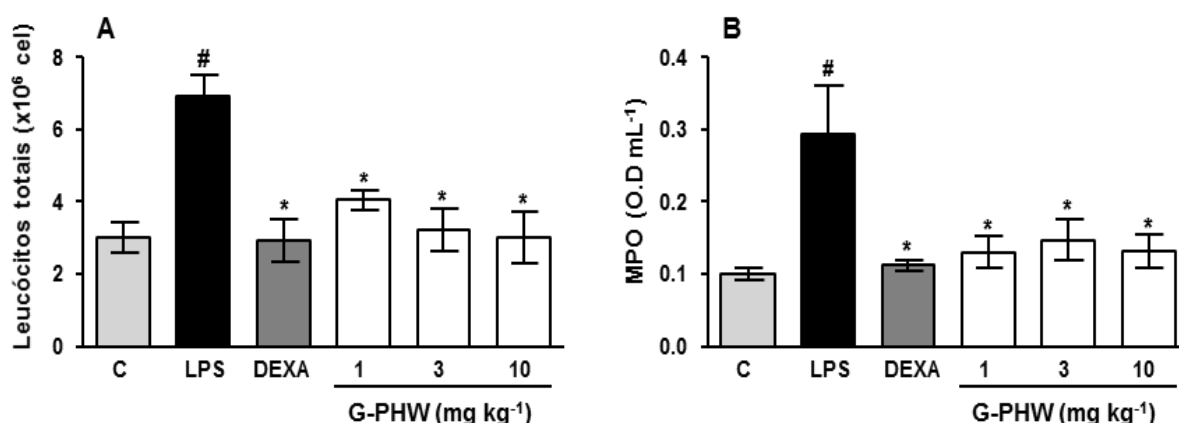 A
Leucócitos totais (x10⁶ cel)
8
6
4
2
0
#
*
*
*
*
C LPS DEXA 1 3 10
G-PHW (mg kg⁻¹)
B
MPO (O.D mL⁻¹)
0.4
0.3
0.2
0.1
0.0
#
*
*
*
*
C LPS DEXA 1 3 10
G-PHW (mg kg⁻¹)